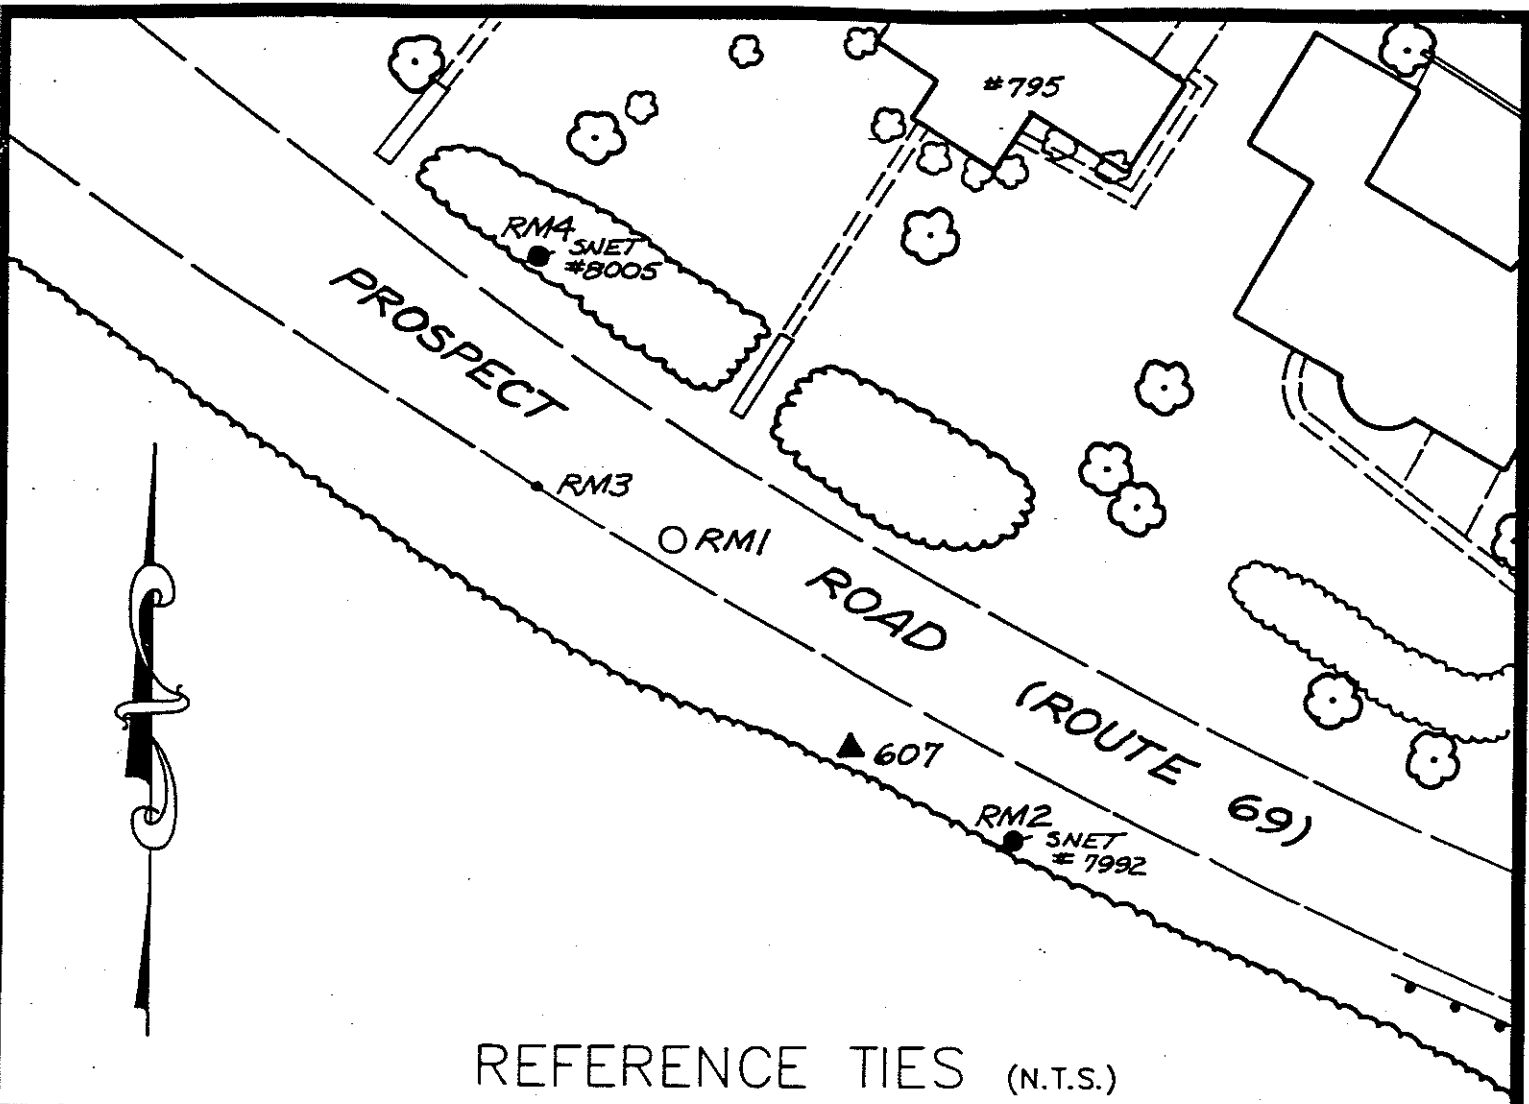 #795
RM4
SNET
#8005
PROSPECT
RM3
RM1
ROAD
(ROUTE 69)
607
RM2
SNET
# 7992
REFERENCE TIES (N.T.S.)